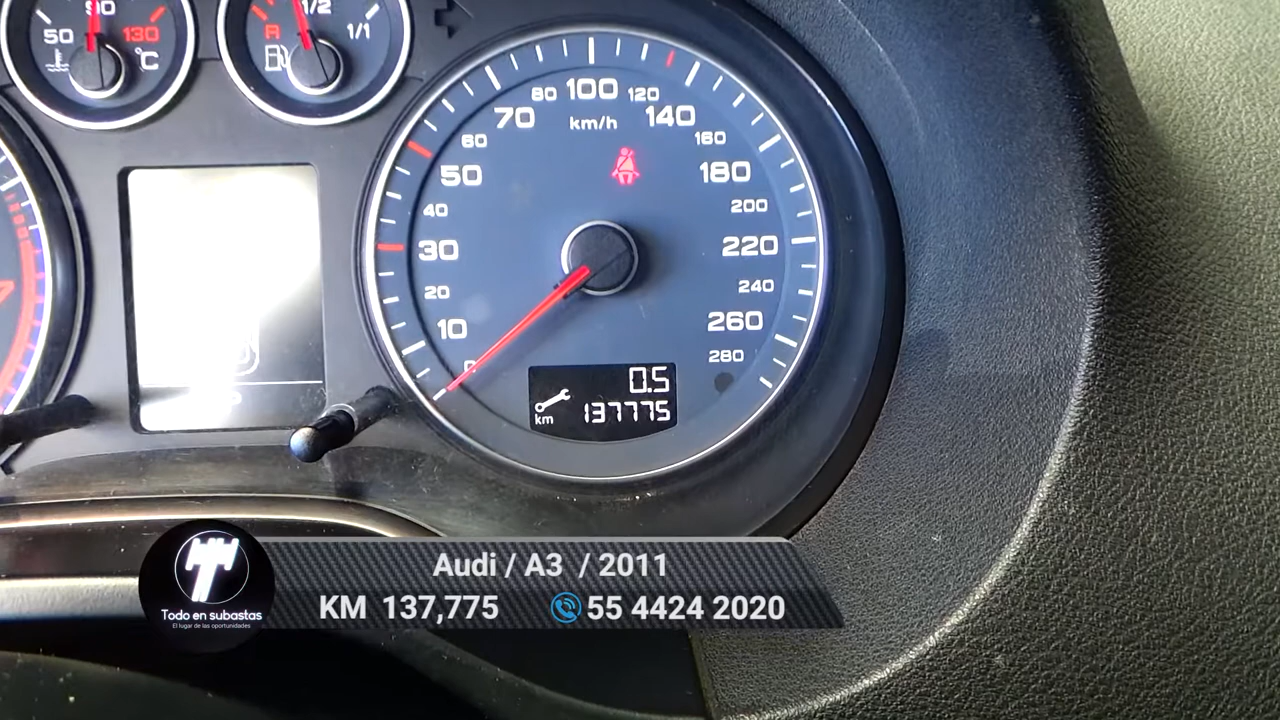 90
50 130
°C
1/2
R 1/1
80 100 120
70 km/h 140
60 160
50 180
40 200
30 220
20 240
10 260
0 280
0.5
km 137775
Audi / A3 / 2011
KM 137,775 55 4424 2020
Todo en subastas
El lugar de las oportunidades